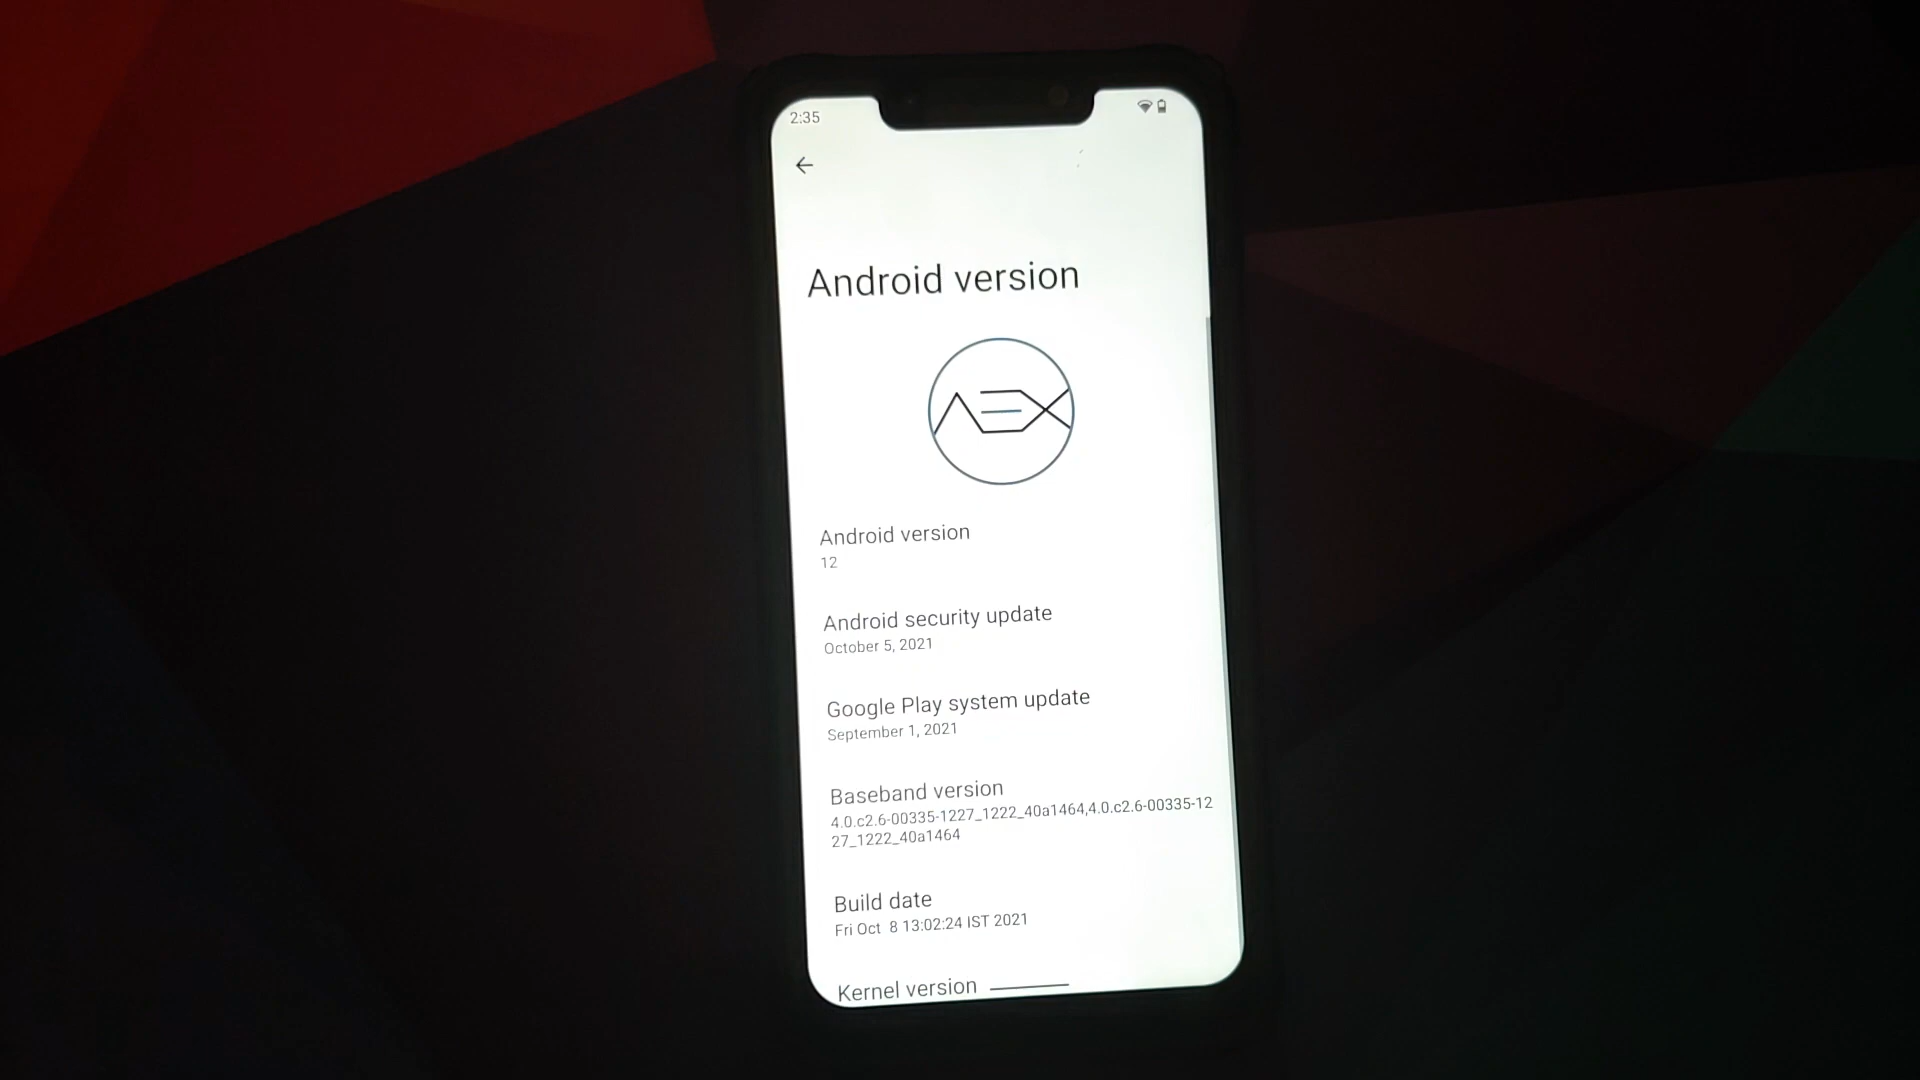 2:35
Android version
AEX
Android version
12
Android security update
October 5, 2021
Google Play system update
September 1, 2021
Baseband version
4.0.c2.6-00335-1227_1222_40a1464,4.0.c2.6-00335-12
27_1222_40a1464
Build date
Fri Oct 8 13:02:24 IST 2021
Kernel version